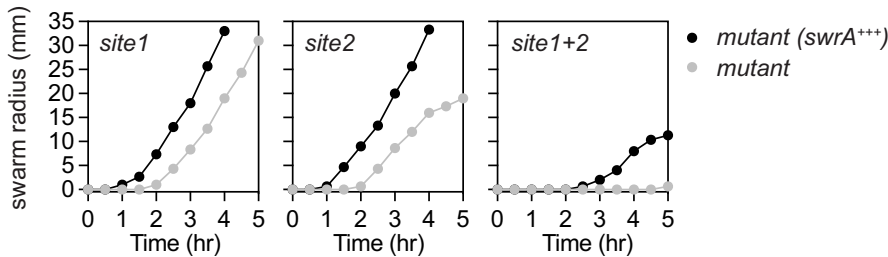 swarm radius (mm)
35
30
25
20
15
10
5
0
site1
0 1 2 3 4 5
Time (hr)
site2
0 1 2 3 4 5
Time (hr)
site1+2
0 1 2 3 4 5
Time (hr)
mutant (swrA+++)
mutant